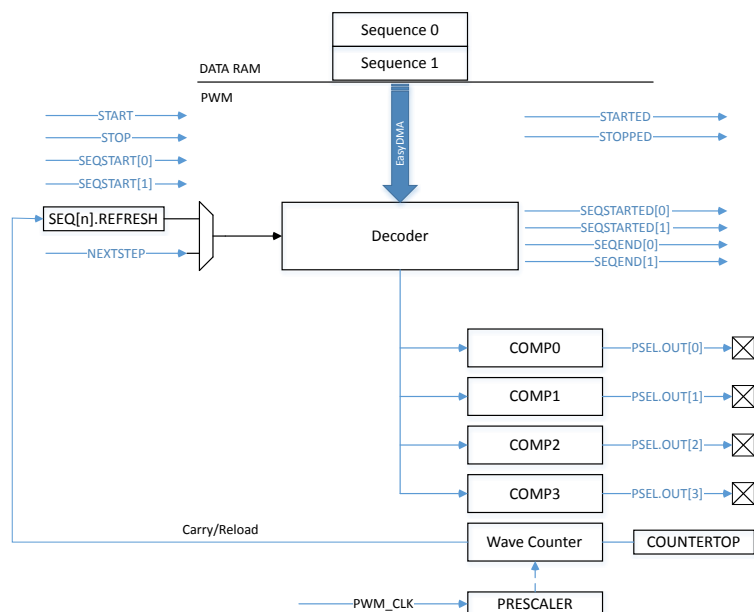 Sequence 0
Sequence 1
DATA RAM
PWM
START
STOP
SEQSTART[0]
SEQSTART[1]
EasyDMA
STARTED
STOPPED
SEQ[n].REFRESH
NEXTSTEP
Decoder
SEQSTARTED[0]
SEQSTARTED[1]
SEQEND[0]
SEQEND[1]
COMP0
PSEL.OUT[0]
COMP1
PSEL.OUT[1]
COMP2
PSEL.OUT[2]
COMP3
PSEL.OUT[3]
Carry/Reload
Wave Counter
COUNTERTOP
PWM_CLK
PRESCALER